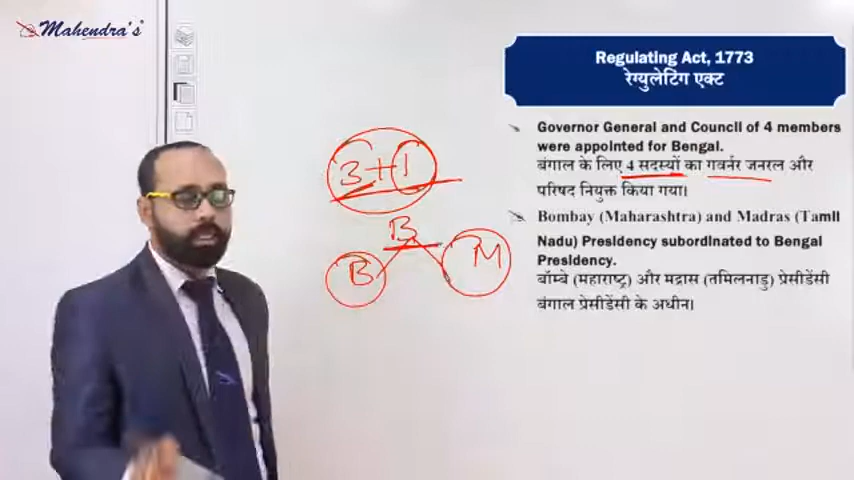 Mahendra's
Regulating Act, 1773
रेग्युलेटिंग एक्ट
Governor General and Council of 4 members
were appointed for Bengal.
बंगाल के लिए 4 सदस्यों का गवर्नर जनरल और
परिषद नियुक्त किया गया।
Bombay (Maharashtra) and Madras (Tamil
Nadu) Presidency subordinated to Bengal
Presidency.
बॉम्बे (महाराष्ट्र) और मद्रास (तमिलनाडु) प्रेसीडेंसी
बंगाल प्रेसीडेंसी के अधीन।
3+1
B
B M